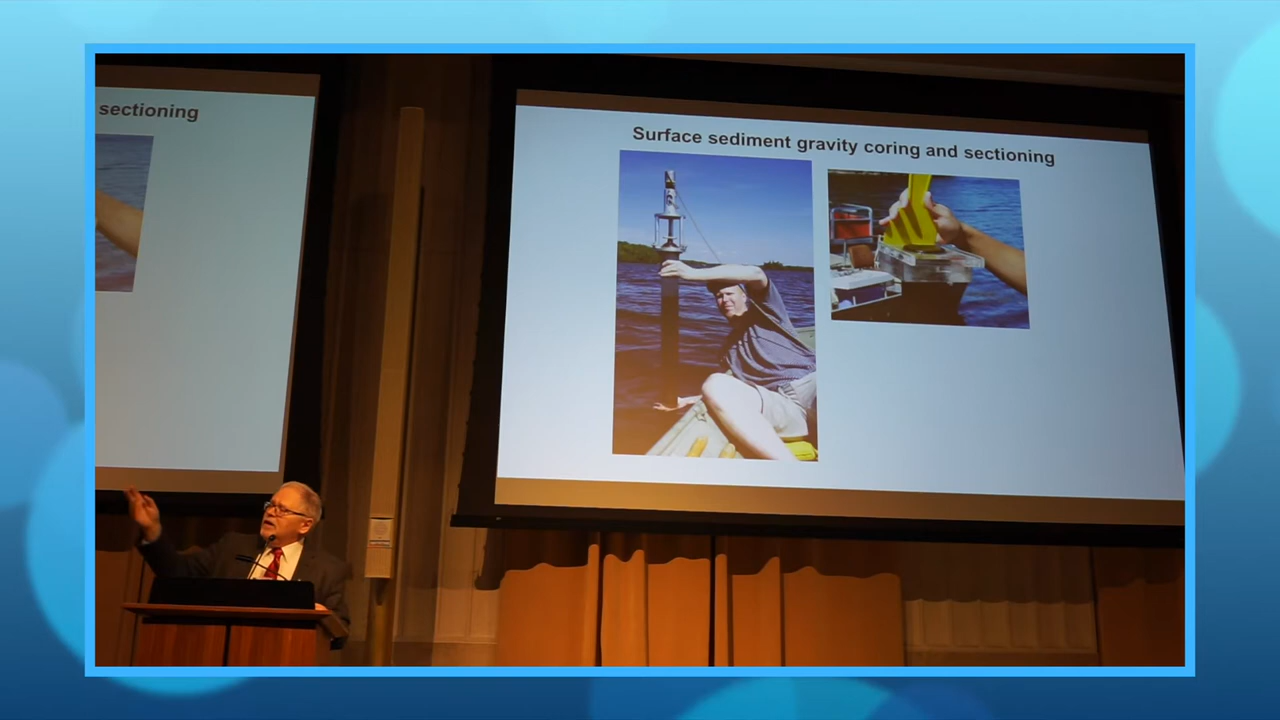 sectioning
Surface sediment gravity coring and sectioning